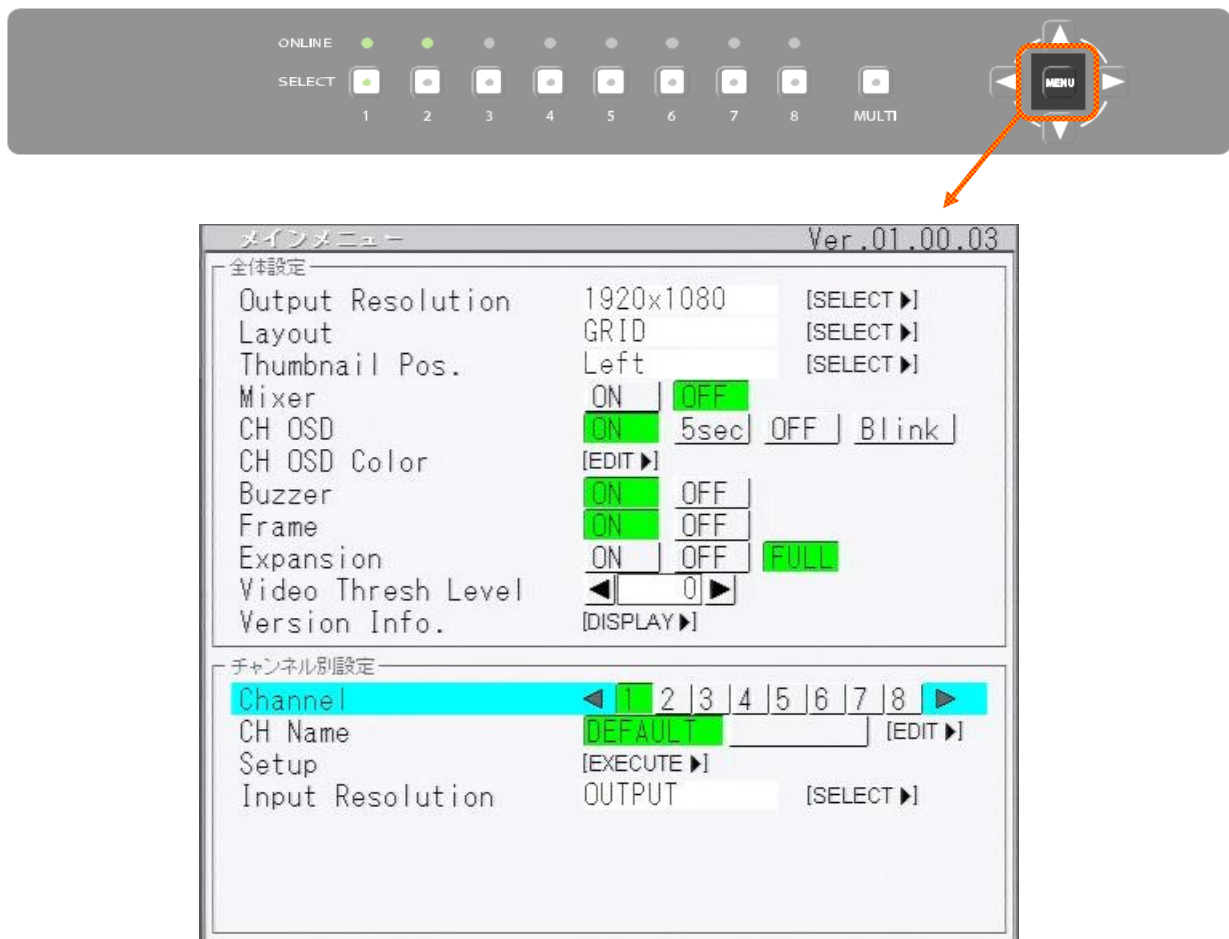 ONLINE
SELECT
1 2 3 4 5 6 7 8 MULTI
MENU
メインメニュー Ver.01.00.03
全体設定
Output Resolution 1920x1080 [SELECT▶]
Layout GRID [SELECT▶]
Thumbnail Pos. Left [SELECT▶]
Mixer ON OFF
CH OSD ON 5sec OFF Blink
CH OSD Color [EDIT▶]
Buzzer ON OFF
Frame ON OFF
Expansion ON OFF FULL
Video Thresh Level ◀ 0 ▶
Version Info. [DISPLAY▶]
チャンネル別設定
Channel ◀ 1 2 3 4 5 6 7 8 ▶
CH Name DEFAULT [EDIT▶]
Setup [EXECUTE▶]
Input Resolution OUTPUT [SELECT▶]